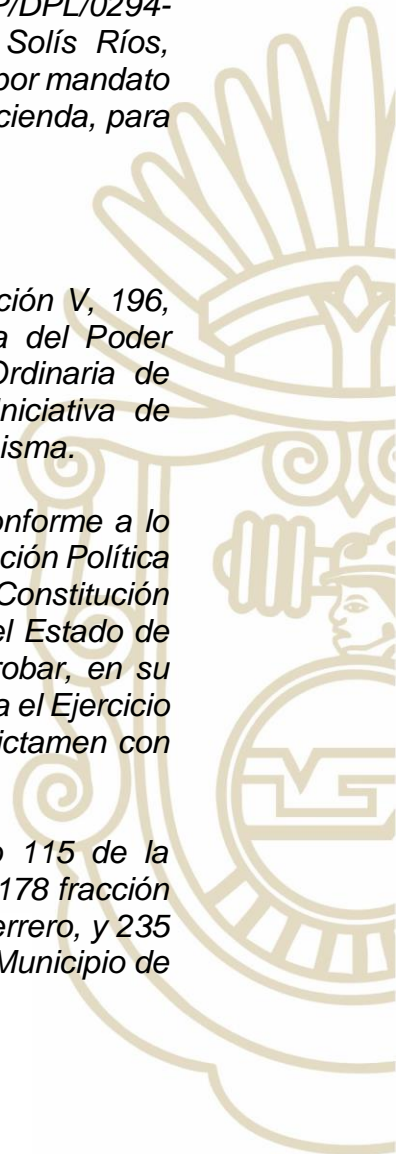 P/DPL/0294-
Solís Ríos,
por mandato
cienda, para
ción V, 196,
a del Poder
Ordinaria de
Iniciativa de
isma.
onforme a lo
ción Política
Constitución
el Estado de
robar, en su
a el Ejercicio
ictamen con
o 115 de la
178 fracción
errero, y 235
Municipio de